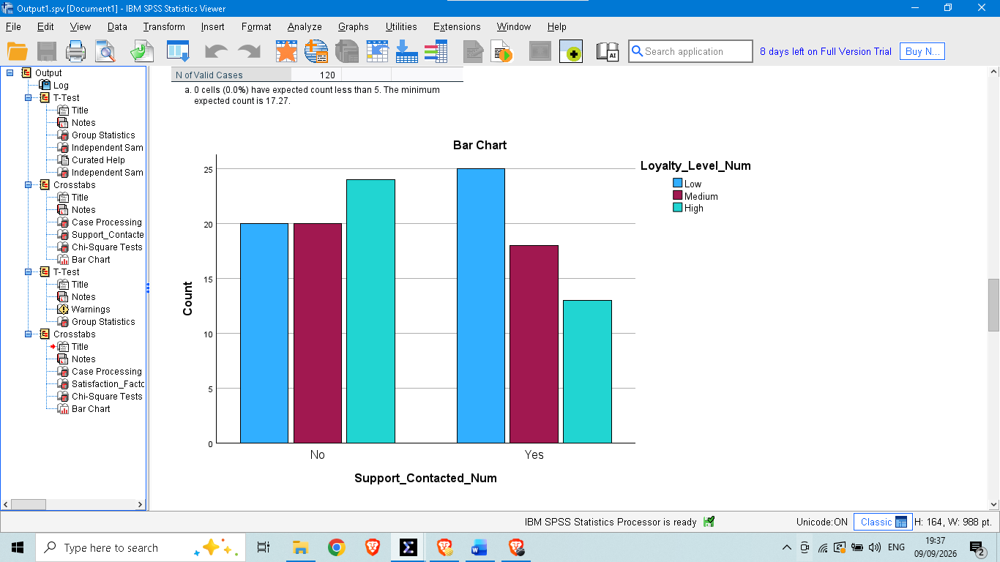 Output1.spv [Document1] - IBM SPSS Statistics Viewer
File Edit View Data Transform Insert Format Analyze Graphs Utilities Extensions Window Help
Search application
8 days left on Full Version Trial
Buy N...
AI
Output
Log
T-Test
Title
Notes
Group Statistics
Independent Sam
Curated Help
Independent Sam
Crosstabs
Title
Notes
Case Processing
Support_Contacte
Chi-Square Tests
Bar Chart
T-Test
Title
Notes
Warnings
Group Statistics
Crosstabs
Title
Notes
Case Processing
Satisfaction_Facto
Chi-Square Tests
Bar Chart
N of Valid Cases 120
a. 0 cells (0.0%) have expected count less than 5. The minimum
expected count is 17.27.
Bar Chart
Loyalty_Level_Num
Low
Medium
High
Count
25
20
15
10
5
0
No Yes
Support_Contacted_Num
IBM SPSS Statistics Processor is ready
Unicode:ON
Classic
H: 164, W: 988 pt.
Type here to search
ENG
19:37
09/09/2026
2